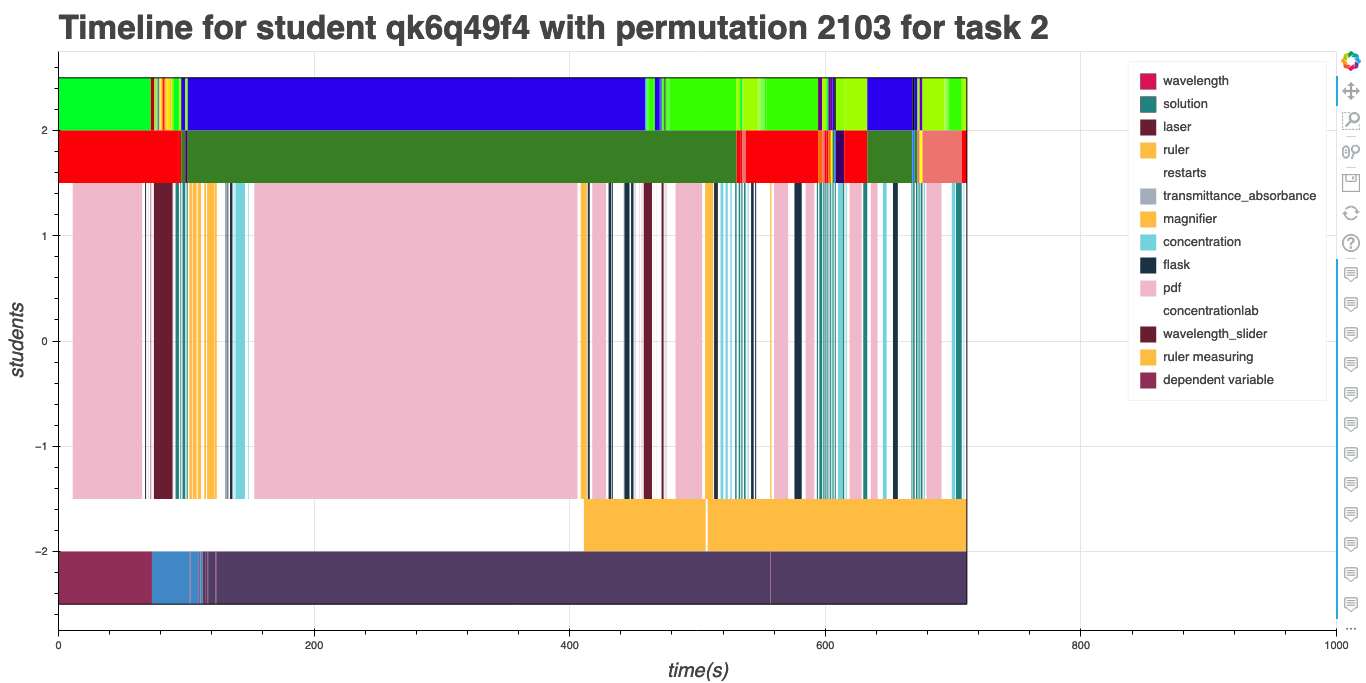 Timeline for student qk6q49f4 with permutation 2103 for task 2
wavelength
solution
laser
ruler
restarts
transmittance_absorbance
magnifier
concentration
flask
pdf
concentrationlab
wavelength_slider
ruler measuring
dependent variable
students
2
1
0
−1
−2
0 200 400 600 800 1000
time(s)